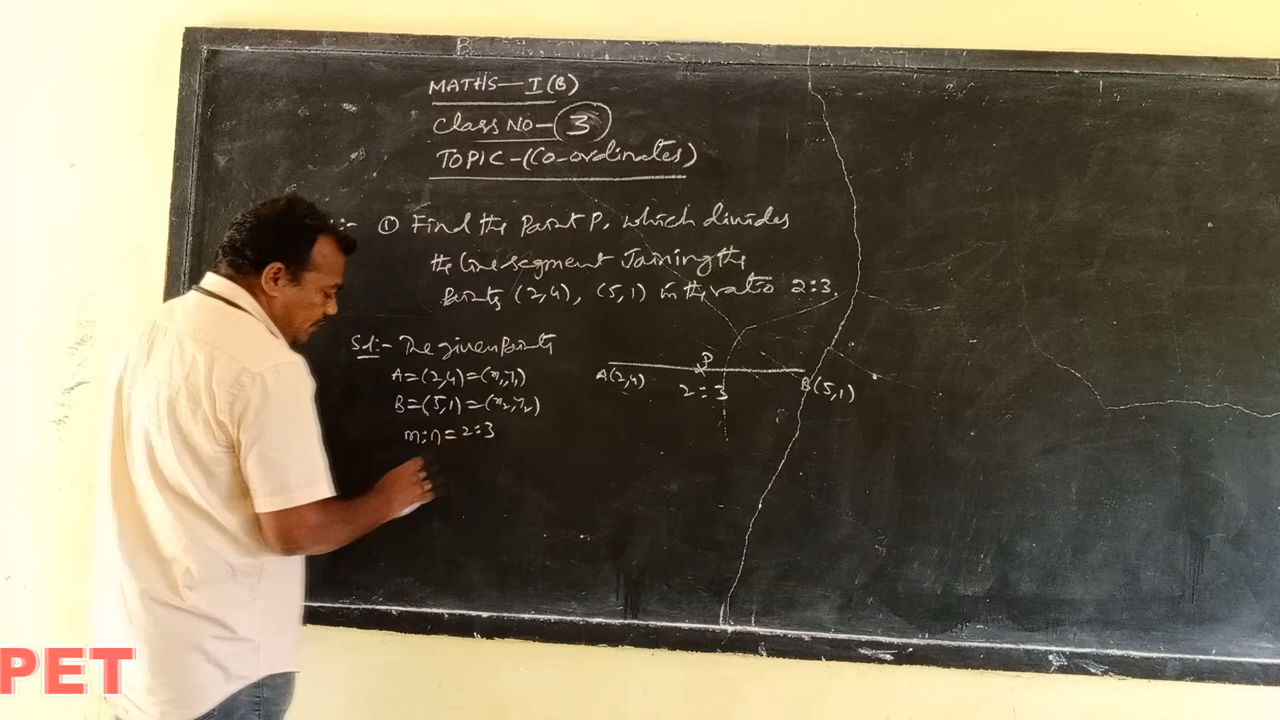 MATHS - I(B)
Class NO - 3
TOPIC - (Co-ordinates)
:- ① Find the Point P, which divides
the line segment Joining the
Points (2,4), (5,1) in the ratio 2:3.
Sol:- The given Points
A=(2,4)=(x₁,y₁)
B=(5,1)=(x₂,y₂)
m:n=2:3
P
A(2,4)
2:3
B(5,1)
PET